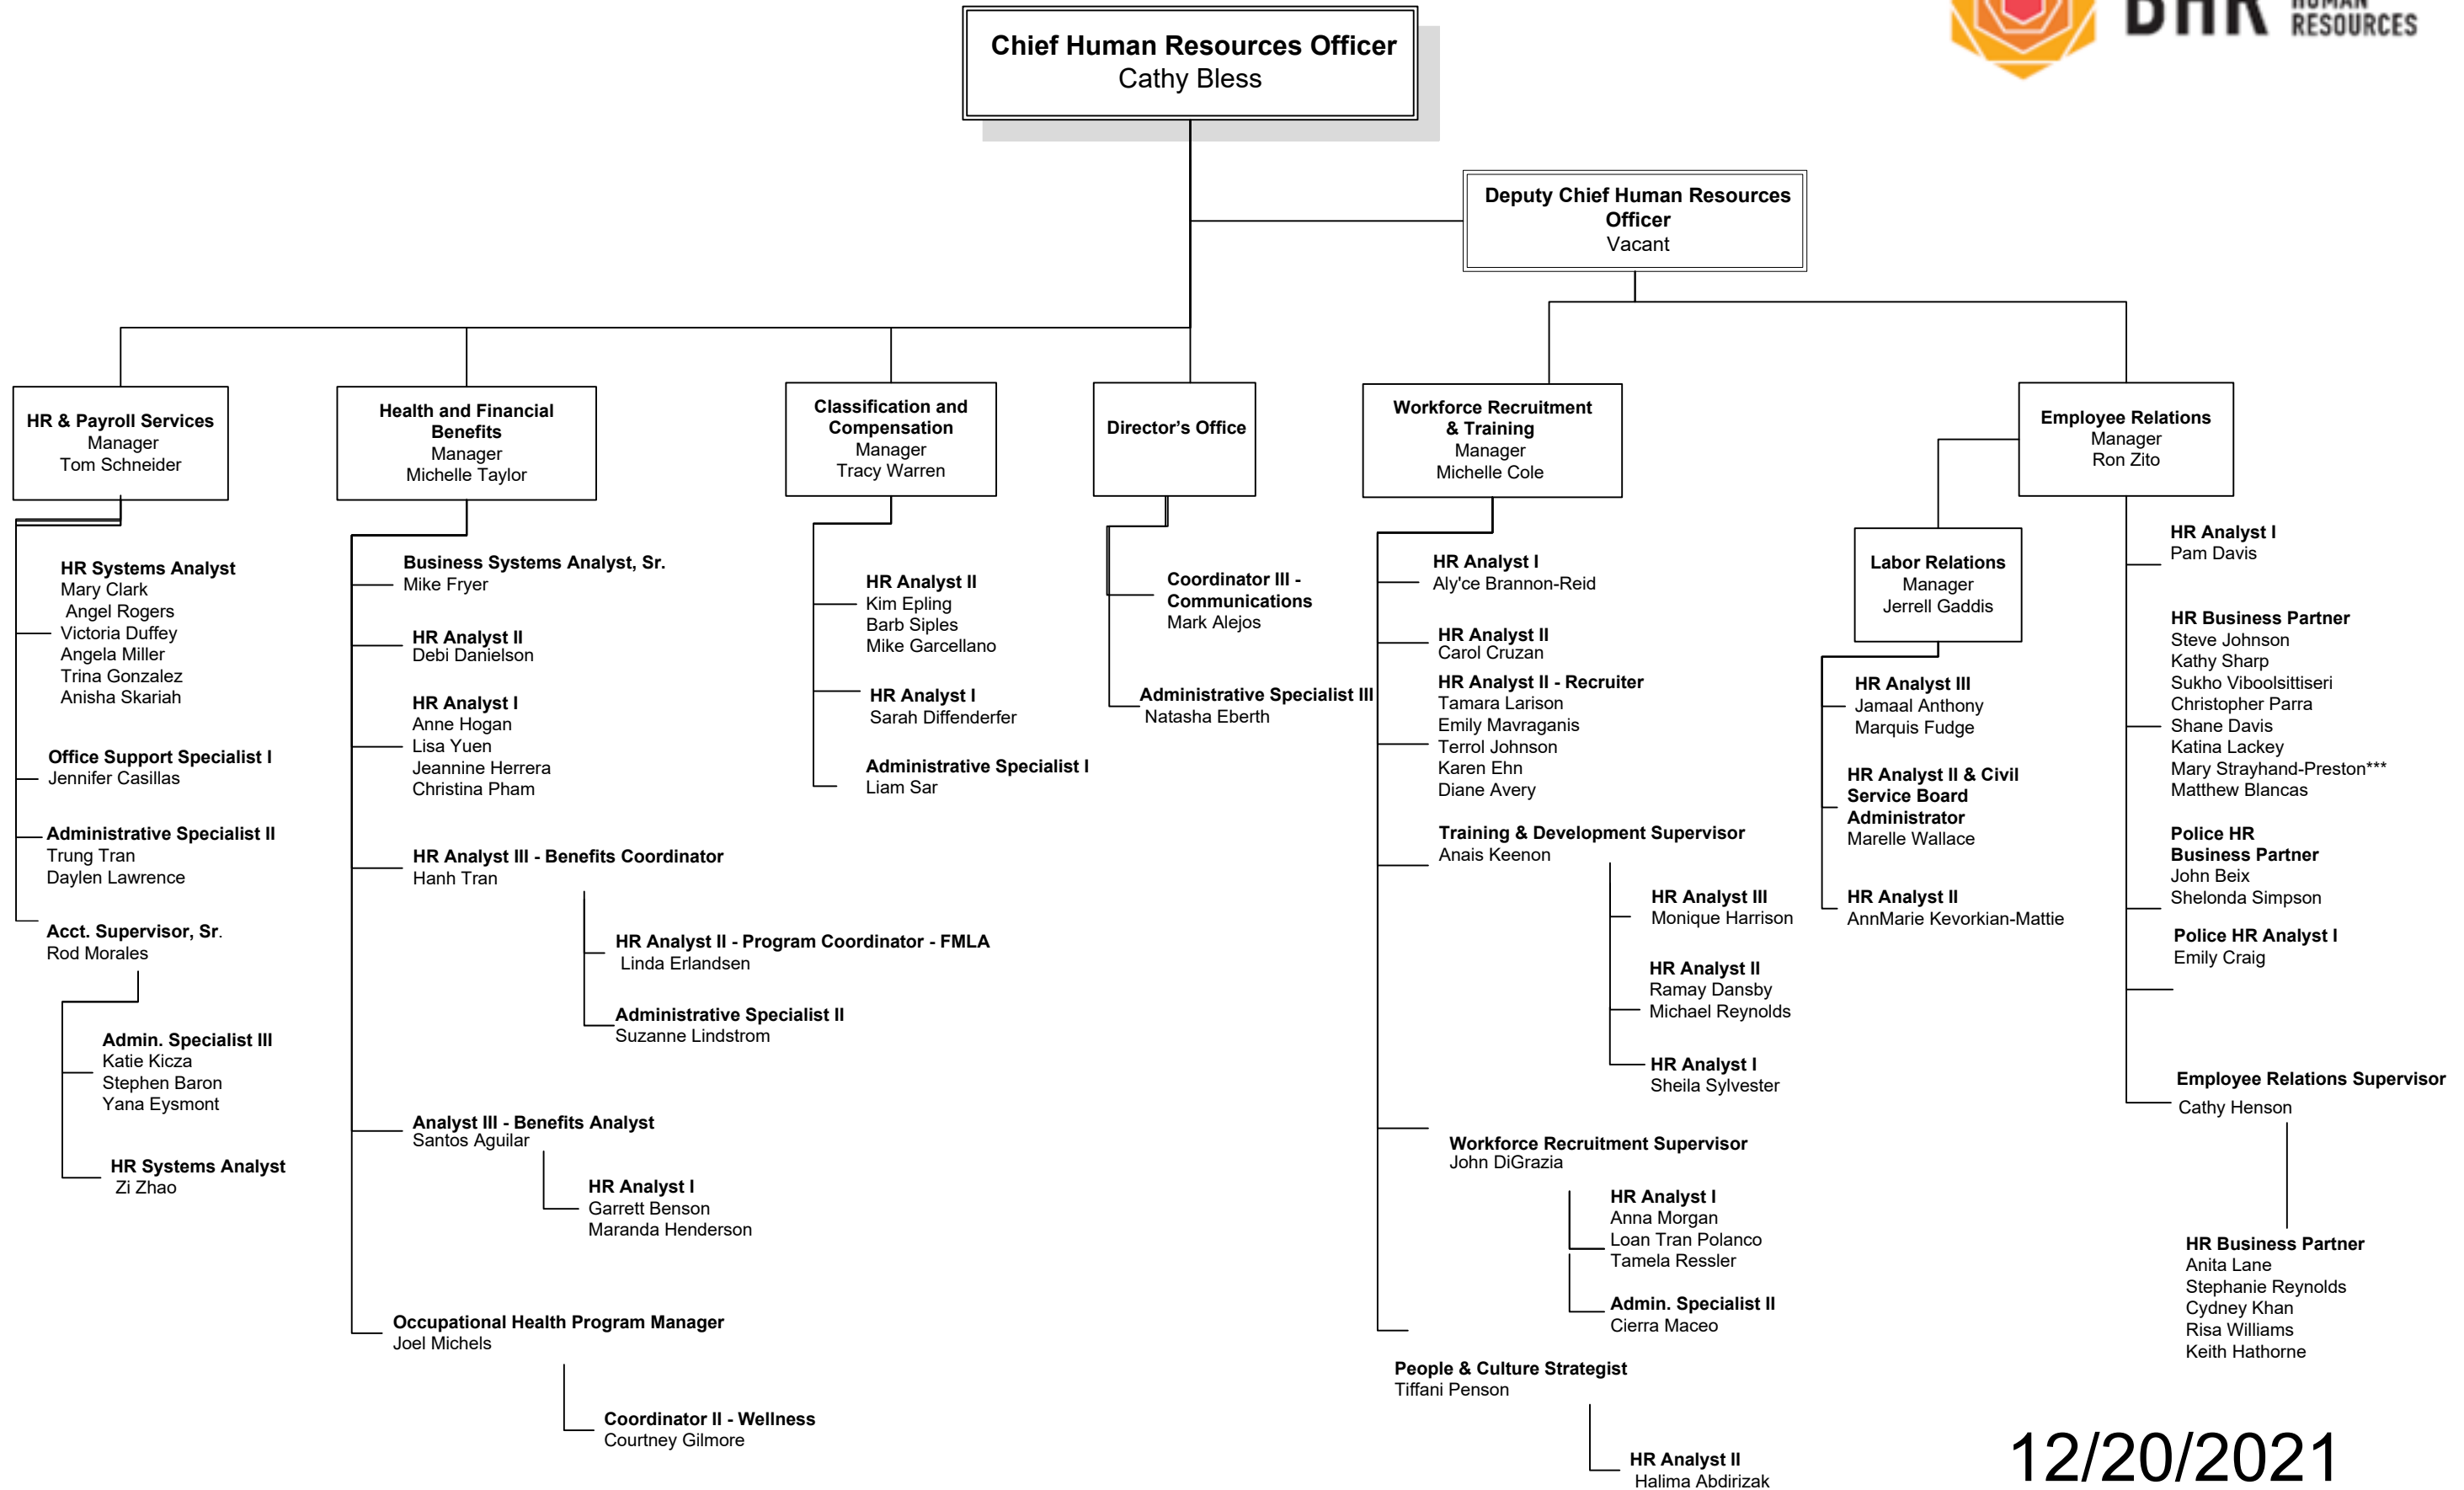 BHR
HUMAN
RESOURCES
Chief Human Resources Officer
Cathy Bless
Deputy Chief Human Resources
Officer
Vacant
HR & Payroll Services
Manager
Tom Schneider
HR Systems Analyst
Mary Clark
Angel Rogers
Victoria Duffey
Angela Miller
Trina Gonzalez
Anisha Skariah
Office Support Specialist I
Jennifer Casillas
Administrative Specialist II
Trung Tran
Daylen Lawrence
Acct. Supervisor, Sr.
Rod Morales
Admin. Specialist III
Katie Kicza
Stephen Baron
Yana Eysmont
HR Systems Analyst
Zi Zhao
Health and Financial
Benefits
Manager
Michelle Taylor
Business Systems Analyst, Sr.
Mike Fryer
HR Analyst II
Debi Danielson
HR Analyst I
Anne Hogan
Lisa Yuen
Jeannine Herrera
Christina Pham
HR Analyst III - Benefits Coordinator
Hanh Tran
HR Analyst II - Program Coordinator - FMLA
Linda Erlandsen
Administrative Specialist II
Suzanne Lindstrom
Analyst III - Benefits Analyst
Santos Aguilar
HR Analyst I
Garrett Benson
Maranda Henderson
Occupational Health Program Manager
Joel Michels
Coordinator II - Wellness
Courtney Gilmore
Classification and
Compensation
Manager
Tracy Warren
HR Analyst II
Kim Epling
Barb Siples
Mike Garcellano
HR Analyst I
Sarah Diffenderfer
Administrative Specialist I
Liam Sar
Director’s Office
Coordinator III -
Communications
Mark Alejos
Administrative Specialist III
Natasha Eberth
Workforce Recruitment
& Training
Manager
Michelle Cole
HR Analyst I
Aly'ce Brannon-Reid
HR Analyst II
Carol Cruzan
HR Analyst II - Recruiter
Tamara Larison
Emily Mavraganis
Terrol Johnson
Karen Ehn
Diane Avery
Training & Development Supervisor
Anais Keenon
HR Analyst III
Monique Harrison
HR Analyst II
Ramay Dansby
Michael Reynolds
HR Analyst I
Sheila Sylvester
Workforce Recruitment Supervisor
John DiGrazia
HR Analyst I
Anna Morgan
Loan Tran Polanco
Tamela Ressler
Admin. Specialist II
Cierra Maceo
People & Culture Strategist
Tiffani Penson
HR Analyst II
Halima Abdirizak
Employee Relations
Manager
Ron Zito
Labor Relations
Manager
Jerrell Gaddis
HR Analyst III
Jamaal Anthony
Marquis Fudge
HR Analyst II & Civil
Service Board
Administrator
Marelle Wallace
HR Analyst II
AnnMarie Kevorkian-Mattie
HR Analyst I
Pam Davis
HR Business Partner
Steve Johnson
Kathy Sharp
Sukho Viboolsittiseri
Christopher Parra
Shane Davis
Katina Lackey
Mary Strayhand-Preston***
Matthew Blancas
Police HR
Business Partner
John Beix
Shelonda Simpson
Police HR Analyst I
Emily Craig
Employee Relations Supervisor
Cathy Henson
HR Business Partner
Anita Lane
Stephanie Reynolds
Cydney Khan
Risa Williams
Keith Hathorne
12/20/2021